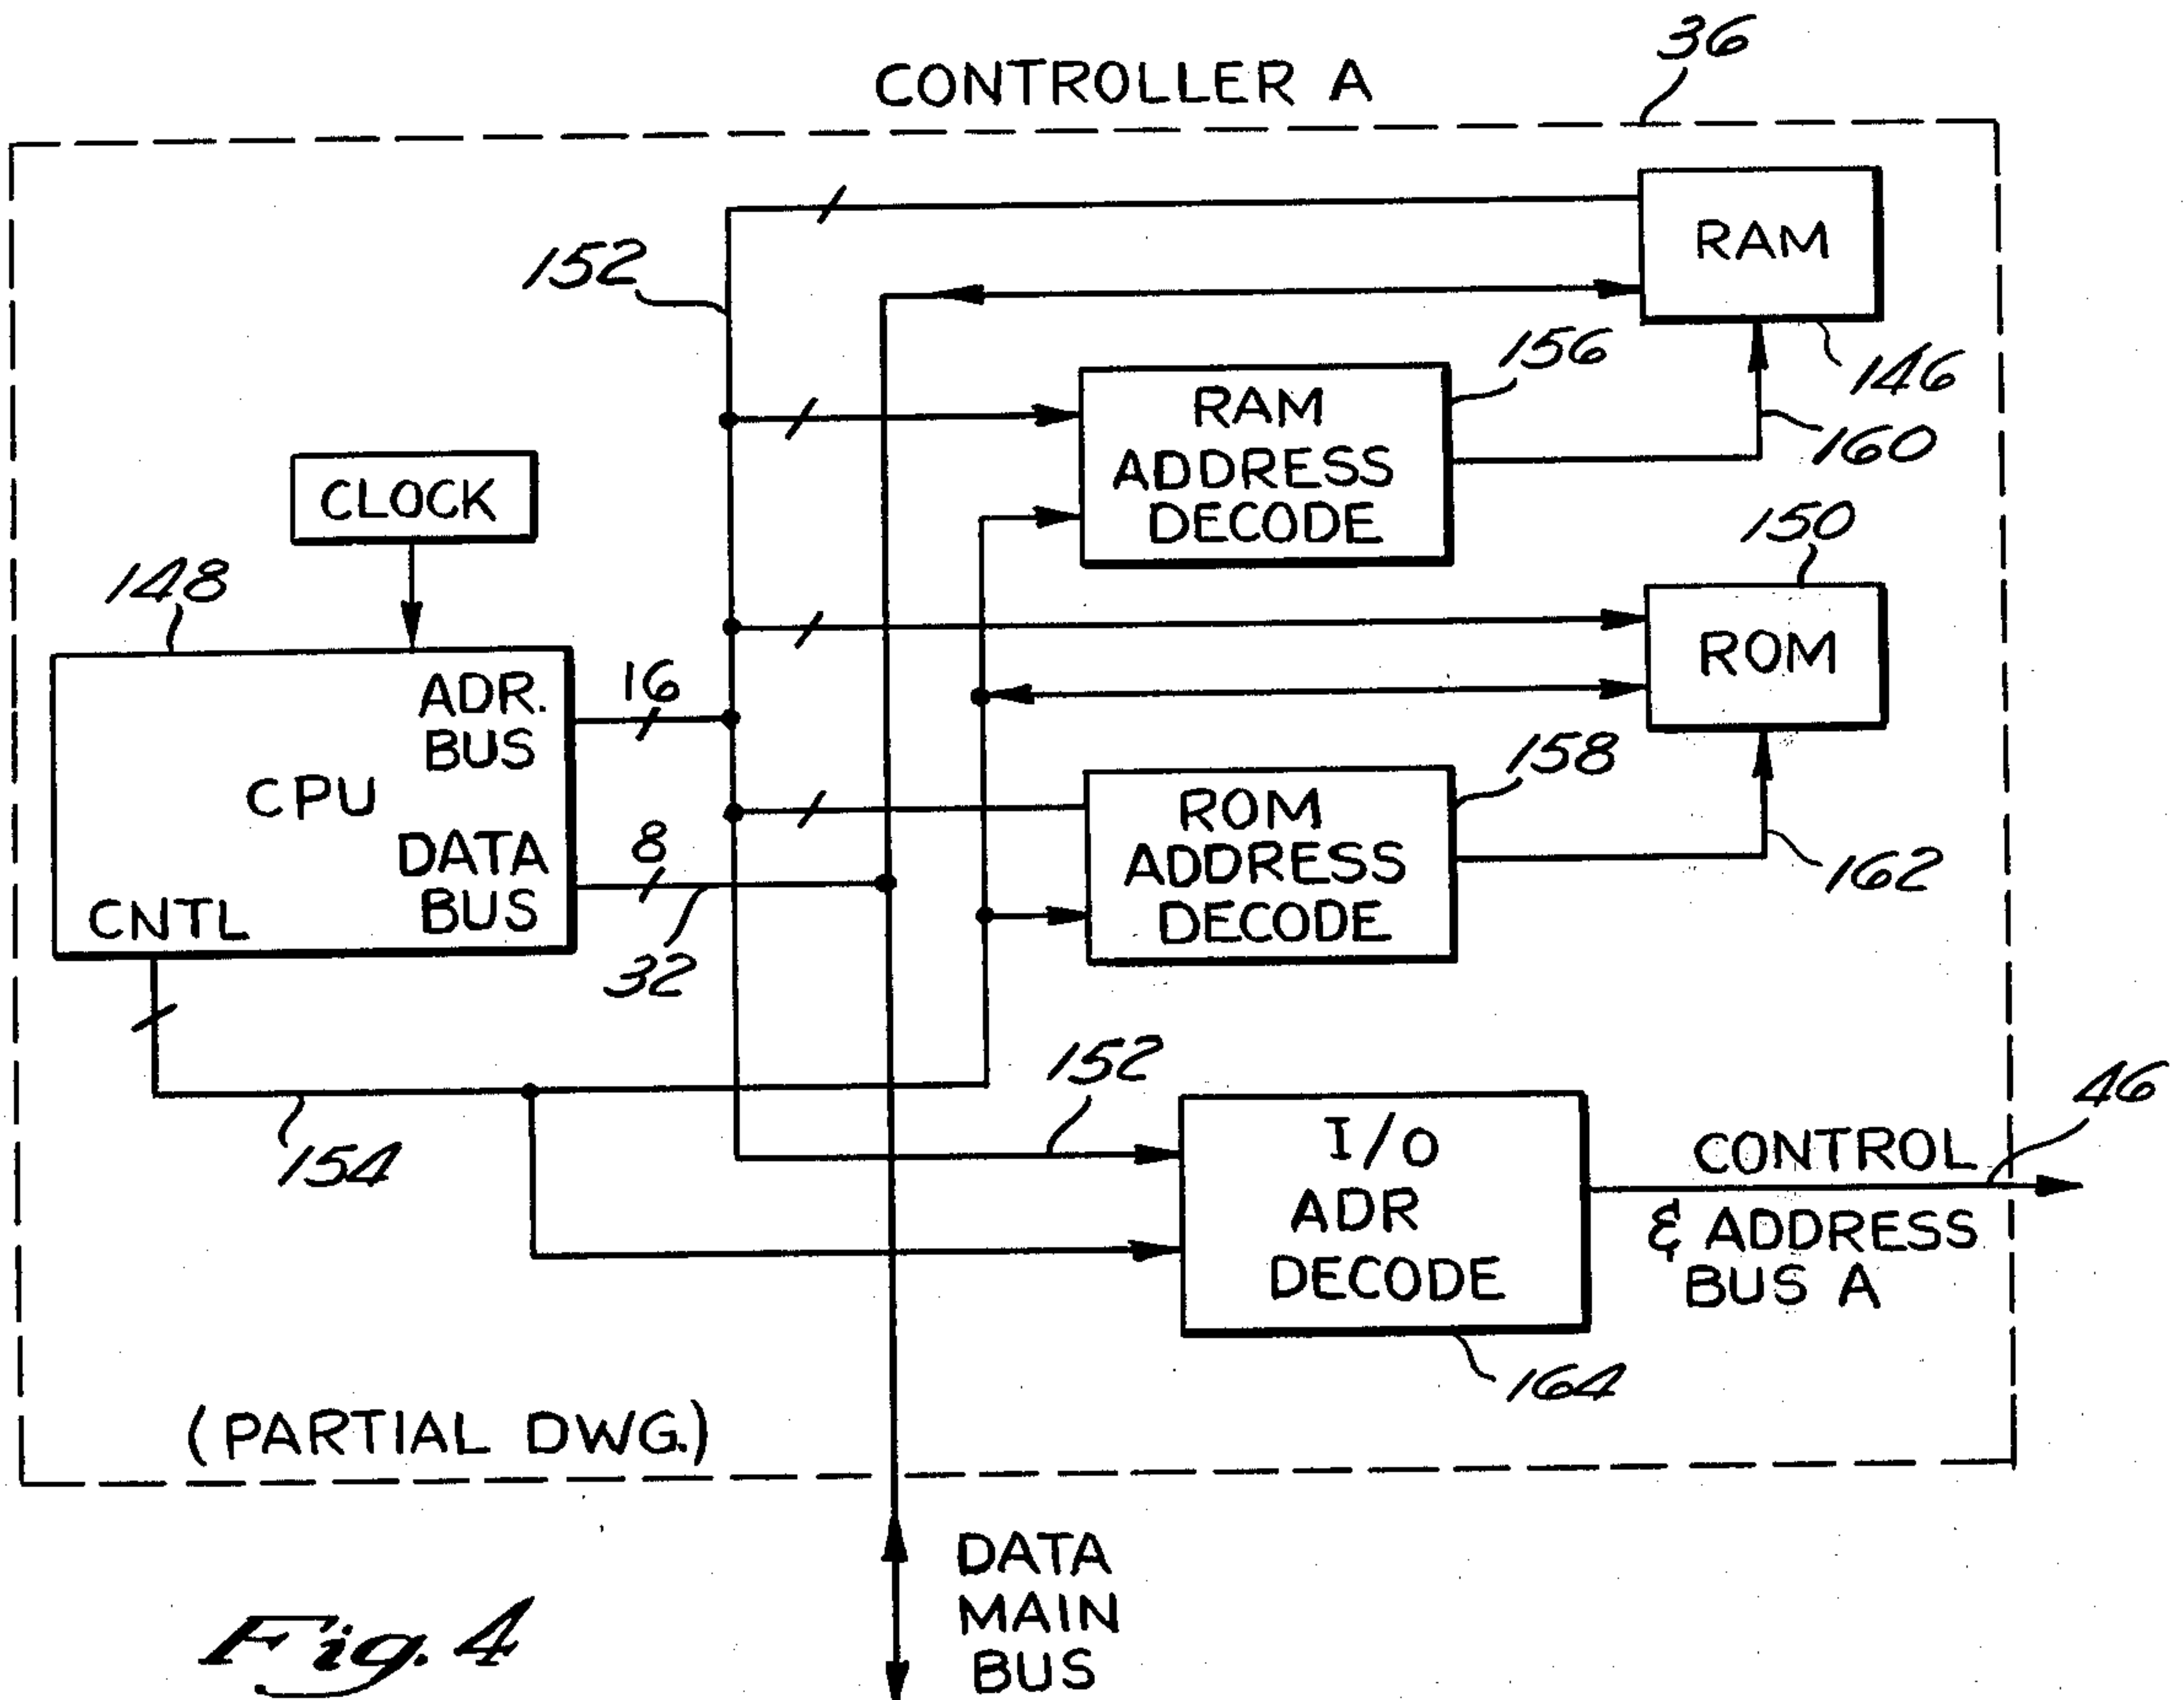 36
CONTROLLER A
152
RAM
156
146
RAM
ADDRESS
DECODE
160
CLOCK
150
148
ROM
16
ADR.
BUS
158
CPU
ROM
ADDRESS
DECODE
8
DATA
BUS
162
CNTL
32
152
46
154
I/O
ADR
DECODE
CONTROL
& ADDRESS
BUS A
164
(PARTIAL DWG.)
DATA
MAIN
BUS
Fig. 4